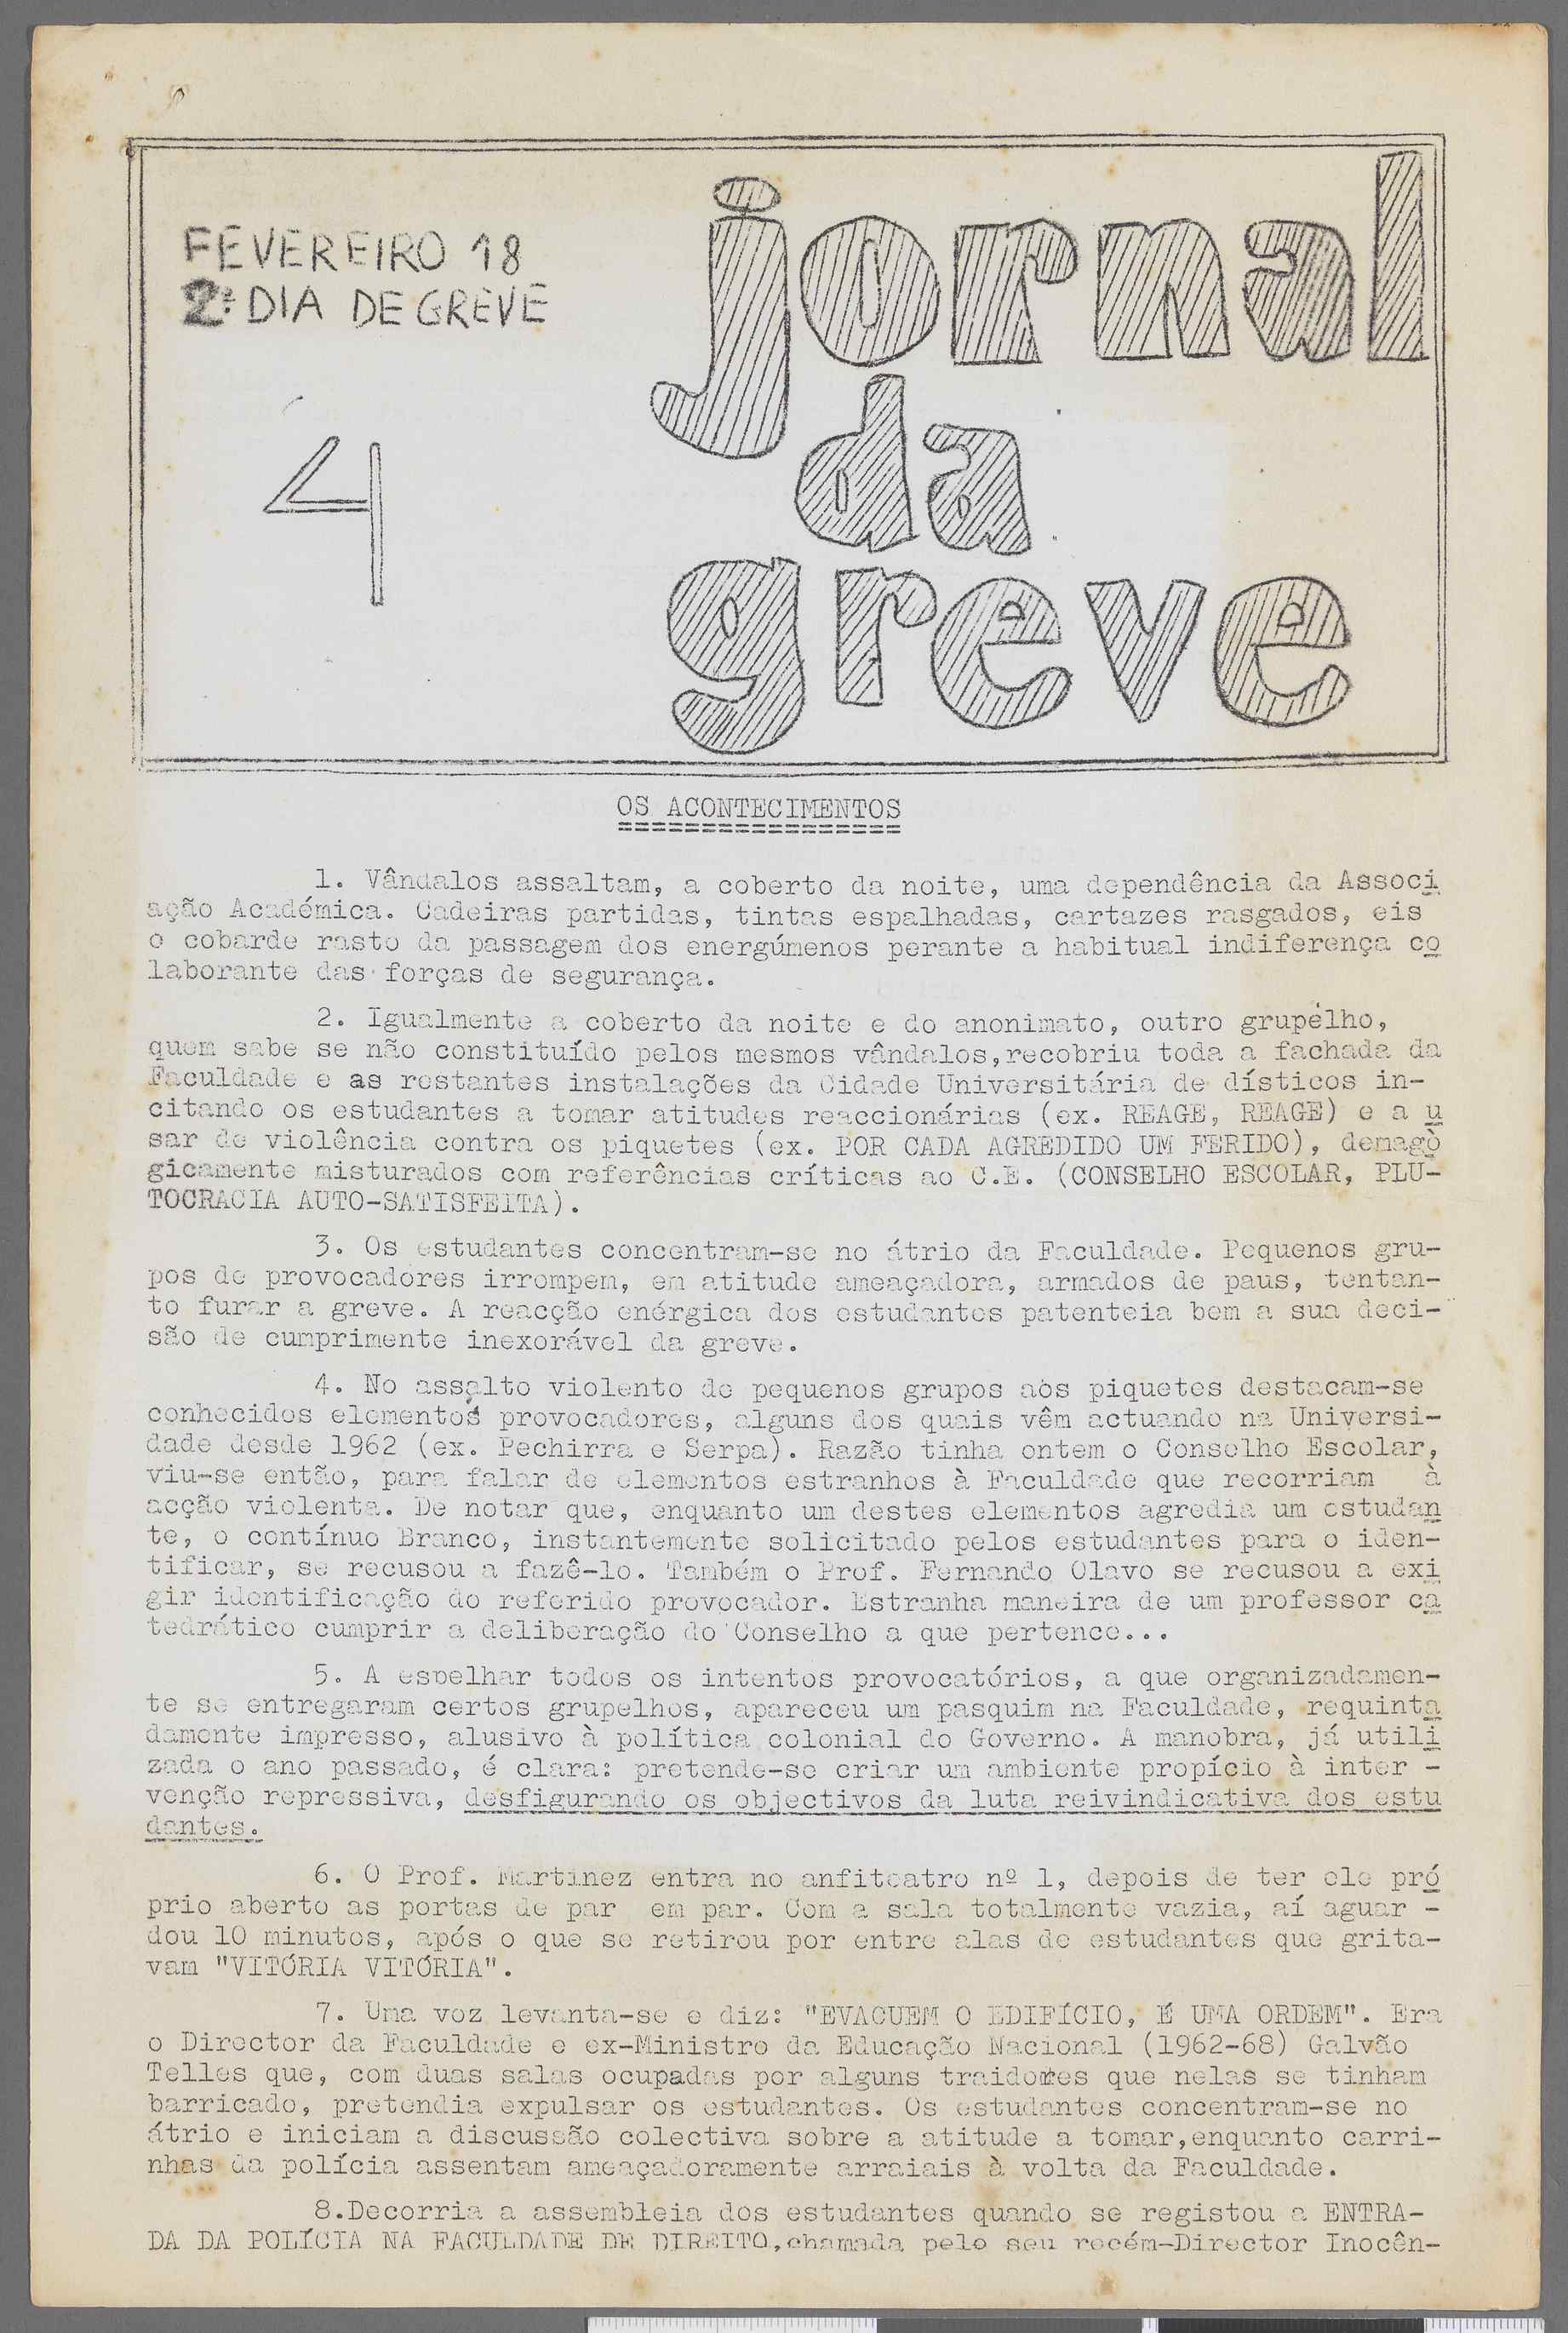 FEVEREIRO 18
2º DIA DE GREVE
4
jornal
da
greve
OS ACONTECIMENTOS
1. Vândalos assaltam, a coberto da noite, uma dependência da Associ
ação Académica. Cadeiras partidas, tintas espalhadas, cartazes rasgados, eis
o cobarde rasto da passagem dos energúmenos perante a habitual indiferença co
laborante das forças de segurança.
2. Igualmente a coberto da noite e do anonimato, outro grupêlho,
quem sabe se não constituído pelos mesmos vândalos,recobriu toda a fachada da
Faculdade e as restantes instalações da Cidade Universitária de dísticos in-
citando os estudantes a tomar atitudes reaccionárias (ex. REAGE, REAGE) e a u
sar de violência contra os piquetes (ex. POR CADA AGREDIDO UM FERIDO), demagò
gicamente misturados com referências críticas ao C.E. (CONSELHO ESCOLAR, PLU-
TOCRACIA AUTO-SATISFEITA).
3. Os estudantes concentram-se no átrio da Faculdade. Pequenos gru-
pos de provocadores irrompem, em atitude ameaçadora, armados de paus, tentan-
to furar a greve. A reacção enérgica dos estudantes patenteia bem a sua deci-
são de cumprimente inexorável da greve.
4. No assalto violento de pequenos grupos aos piquetes destacam-se
conhecidos elementos provocadores, alguns dos quais vêm actuando na Universi-
dade desde 1962 (ex. Pechirra e Serpa). Razão tinha ontem o Conselho Escolar,
viu-se então, para falar de elementos estranhos à Faculdade que recorriam à
acção violenta. De notar que, enquanto um destes elementos agredia um estudan
te, o contínuo Branco, instantemente solicitado pelos estudantes para o iden-
tificar, se recusou a fazê-lo. Também o Prof. Fernando Olavo se recusou a exi
gir identificação do referido provocador. Estranha maneira de um professor ca
tedrático cumprir a deliberação do Conselho a que pertence...
5. A espelhar todos os intentos provocatórios, a que organizadamen-
te se entregaram certos grupelhos, apareceu um pasquim na Faculdade, requinta
damente impresso, alusivo à política colonial do Governo. A manobra, já utili
zada o ano passado, é clara: pretende-se criar um ambiente propício à inter -
venção repressiva, desfigurando os objectivos da luta reivindicativa dos estu
dantes.
6. O Prof. Martinez entra no anfiteatro nº 1, depois de ter ele pró
prio aberto as portas de par em par. Com a sala totalmente vazia, aí aguar -
dou 10 minutos, após o que se retirou por entre alas de estudantes que grita-
vam "VITÓRIA VITÓRIA".
7. Uma voz levanta-se e diz: "EVACUEM O EDIFÍCIO, É UMA ORDEM". Era
o Director da Faculdade e ex-Ministro da Educação Nacional (1962-68) Galvão
Telles que, com duas salas ocupadas por alguns traidores que nelas se tinham
barricado, pretendia expulsar os estudantes. Os estudantes concentram-se no
átrio e iniciam a discussão colectiva sobre a atitude a tomar,enquanto carri-
nhas da polícia assentam ameaçadoramente arraiais à volta da Faculdade.
8.Decorria a assembleia dos estudantes quando se registou a ENTRA-
DA DA POLÍCIA NA FACULDADE DE DIREITO,chamada pelo seu recém-Director Inocên-